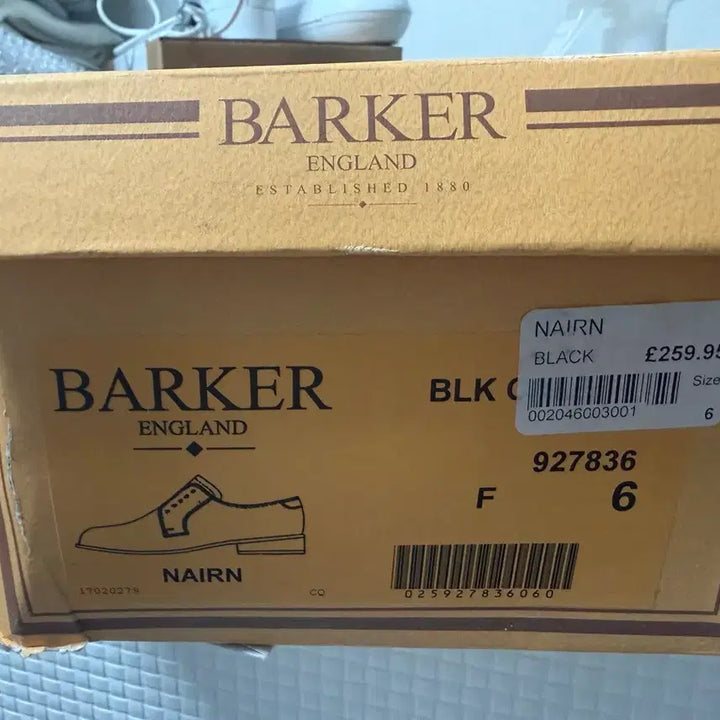 BARKER
ENGLAND
ESTABLISHED 1880
NAIRN
BLACK £259.95
Size
002046003001 6
BARKER
ENGLAND
BLK
927836
F 6
NAIRN
17020279 CQ
025927836060